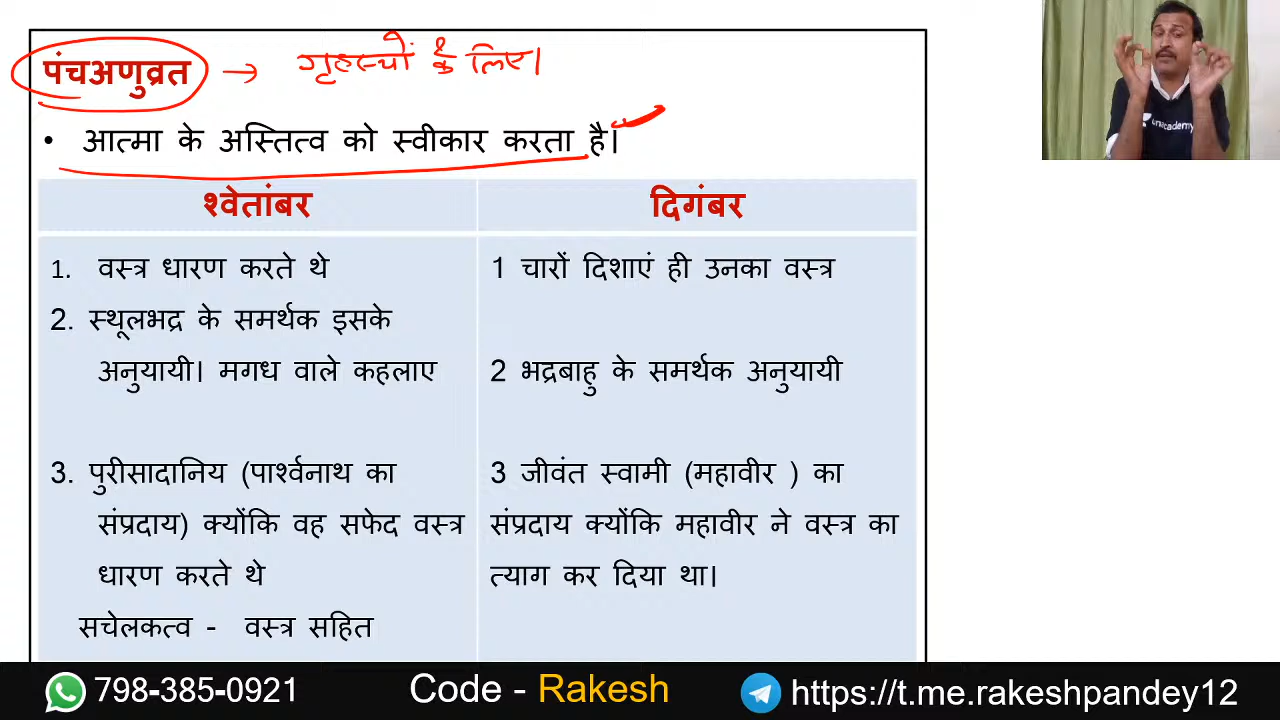 पंचअणुव्रत → गृहस्थों के लिए।
• आत्मा के अस्तित्व को स्वीकार करता है।
श्वेतांबर
1. वस्त्र धारण करते थे
2. स्थूलभद्र के समर्थक इसके
अनुयायी। मगध वाले कहलाए
3. पुरीसादानिय (पार्श्वनाथ का
संप्रदाय) क्योंकि वह सफेद वस्त्र
धारण करते थे
सचेलकत्व - वस्त्र सहित
दिगंबर
1 चारों दिशाएं ही उनका वस्त्र
2 भद्रबाहु के समर्थक अनुयायी
3 जीवंत स्वामी (महावीर ) का
संप्रदाय क्योंकि महावीर ने वस्त्र का
त्याग कर दिया था।
unacademy
798-385-0921
Code - Rakesh
https://t.me.rakeshpandey12